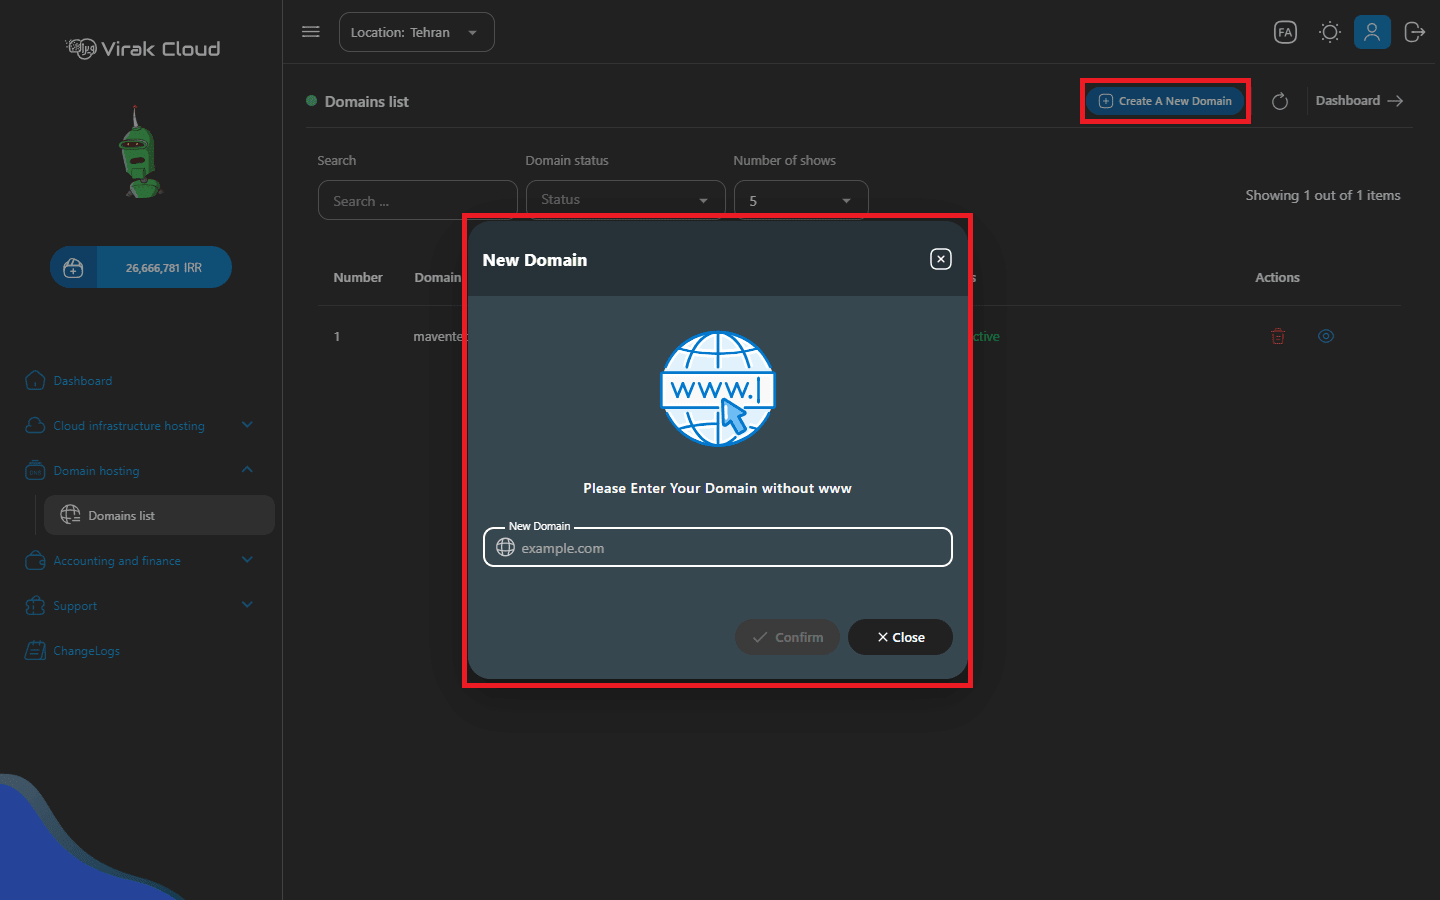 Virak Cloud
Location: Tehran
FA
Domains list
Create A New Domain
Dashboard
Search
Domain status
Number of shows
Search ...
Status
5
Showing 1 out of 1 items
26,666,781 IRR
New Domain
Number
Domain
s
Actions
1
mavente
ctive
www.
Dashboard
Cloud infrastructure hosting
Domain hosting
Domains list
Accounting and finance
Support
ChangeLogs
Please Enter Your Domain without www
New Domain
example.com
Confirm
Close